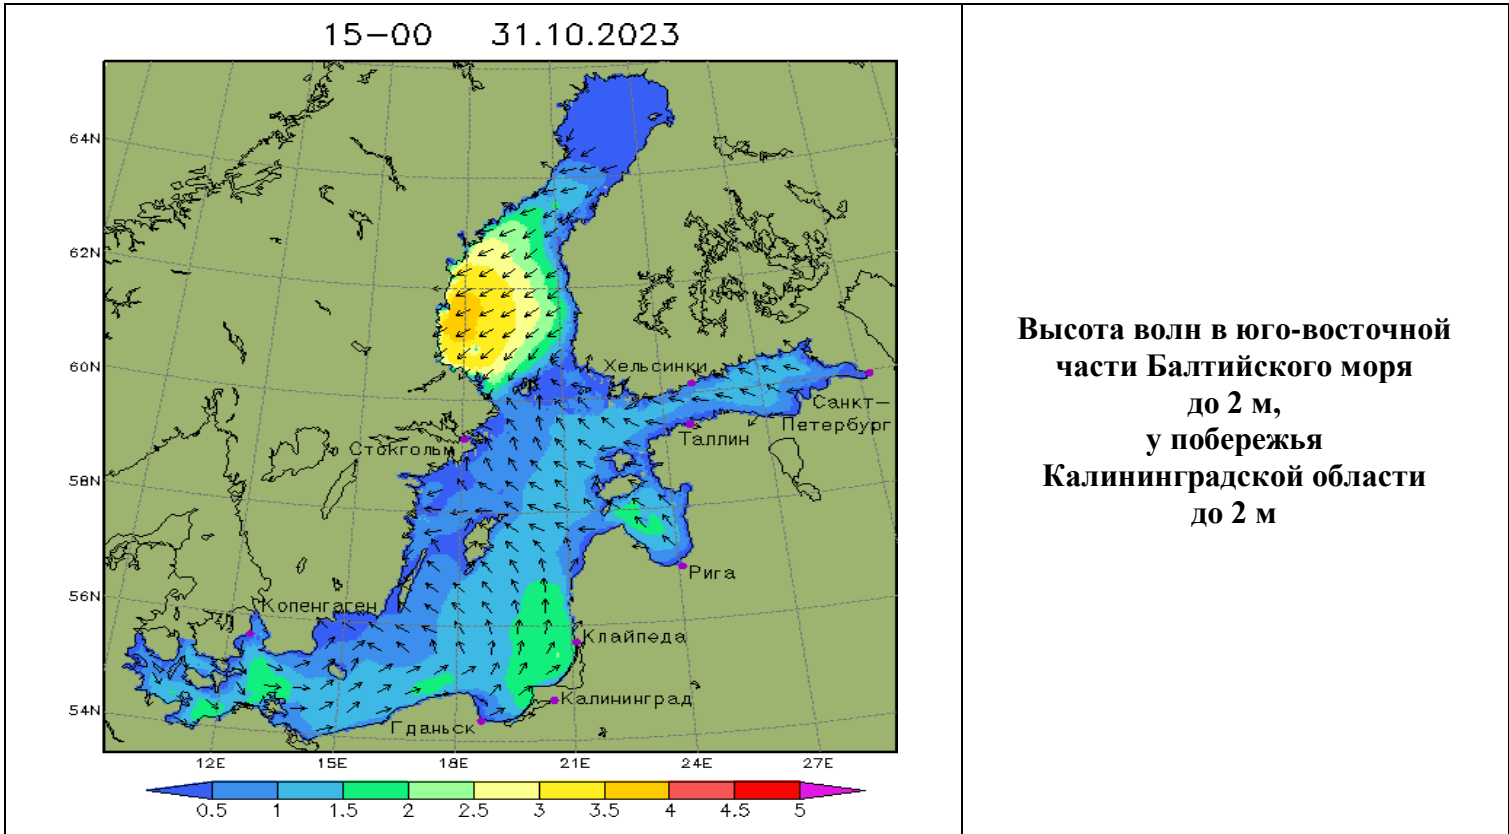 15-00 31.10.2023
64N
62N
60N
58N
56N
54N
Хельсинки
Санкт-
Петербург
Таллин
Стокгольм
Рига
Копенгаген
Клайпеда
Калининград
Гданьск
12E 15E 18E 21E 24E 27E
0.5 1 1.5 2 2.5 3 3.5 4 4.5 5
Высота волн в юго-восточной
части Балтийского моря
до 2 м,
у побережья
Калининградской области
до 2 м